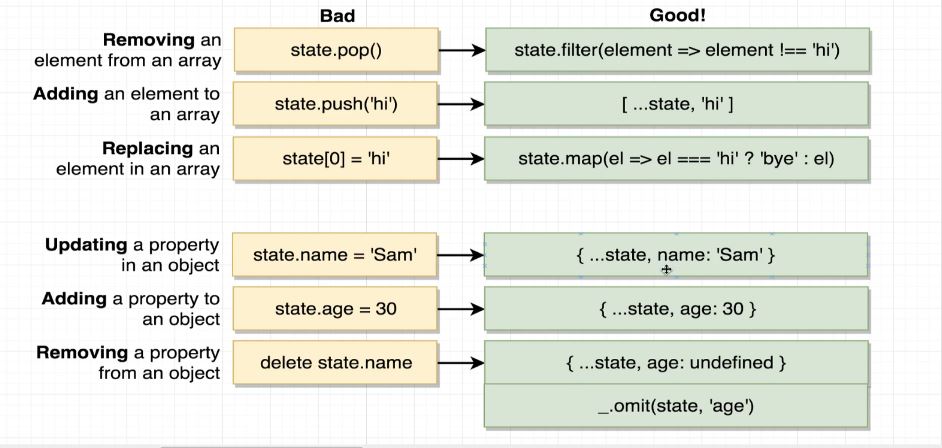 Bad
Good!
Removing an
element from an array
state.pop()
state.filter(element => element !== 'hi')
Adding an element to
an array
state.push('hi')
[ ...state, 'hi' ]
Replacing an
element in an array
state[0] = 'hi'
state.map(el => el === 'hi' ? 'bye' : el)
Updating a property
in an object
state.name = 'Sam'
{ ...state, name: 'Sam' }
Adding a property to
an object
state.age = 30
{ ...state, age: 30 }
Removing a property
from an object
delete state.name
{ ...state, age: undefined }
_.omit(state, 'age')